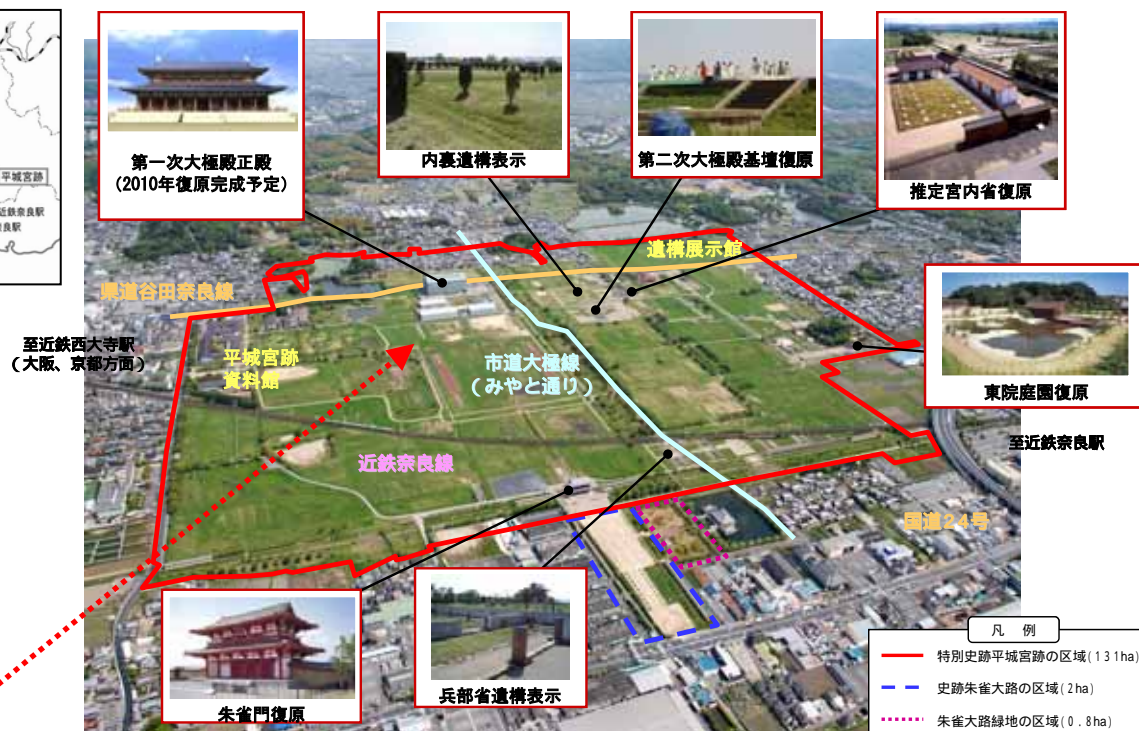 第一次大極殿正殿
(2010年復原完成予定)
内裏遺構表示
第二次大極殿基壇復原
推定宮内省復原
平城宮跡
近鉄奈良駅
良駅
遺構展示館
県道谷田奈良線
至近鉄西大寺駅
(大阪、京都方面)
平城宮跡
資料館
市道大極線
(みやと通り)
東院庭園復原
至近鉄奈良駅
近鉄奈良線
国道24号
朱雀門復原
兵部省遺構表示
凡 例
特別史跡平城宮跡の区域(131ha)
史跡朱雀大路の区域(2ha)
朱雀大路緑地の区域(0.8ha)